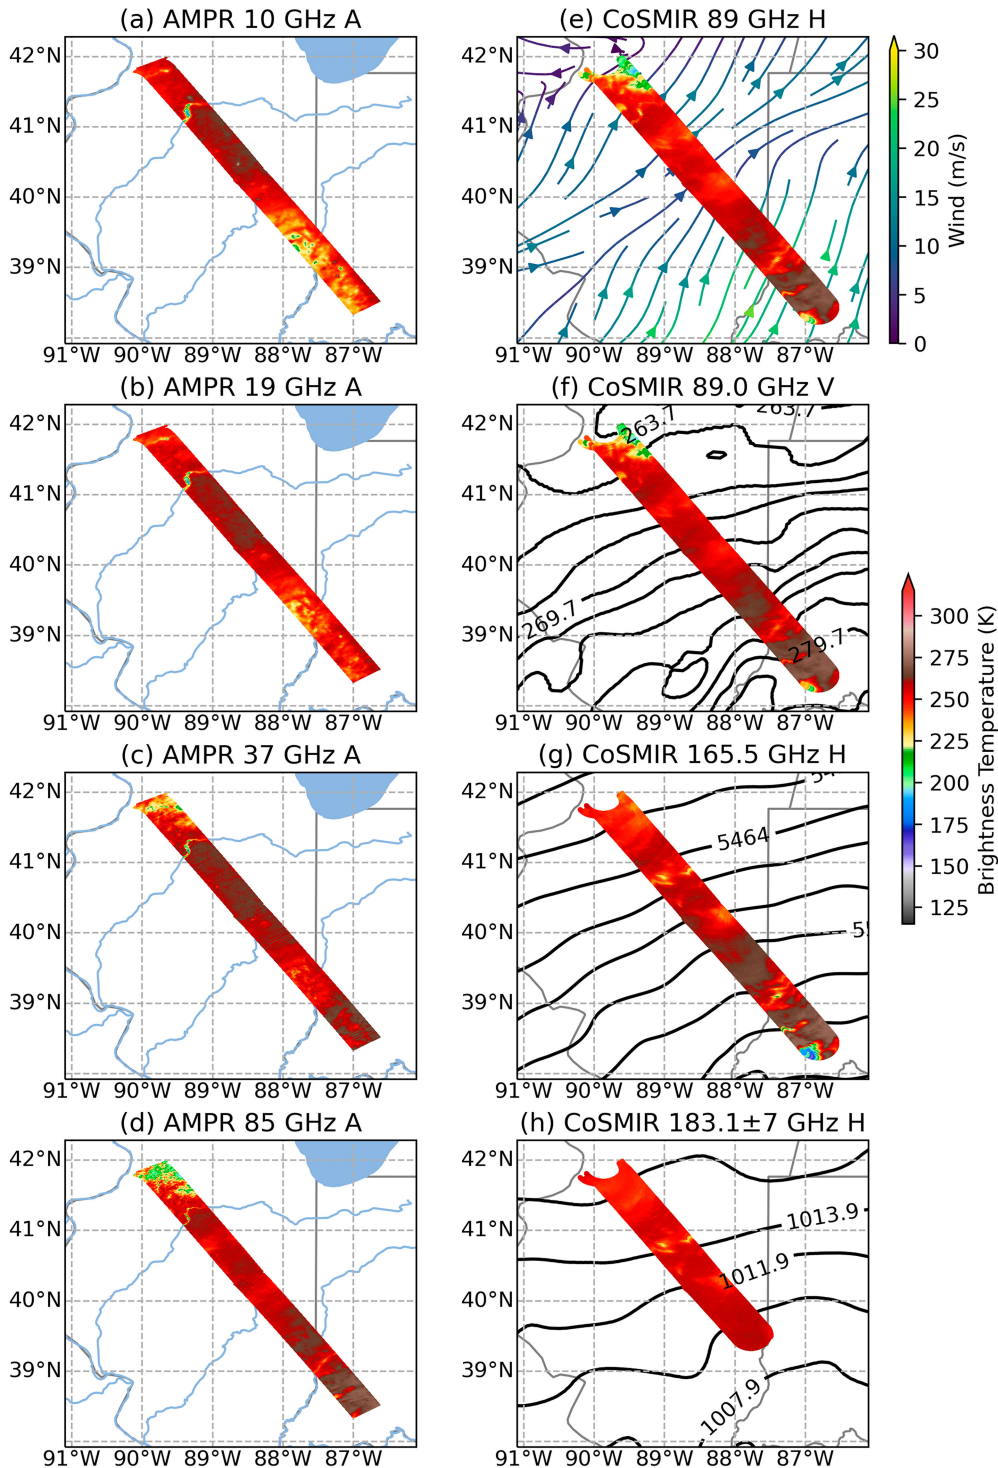 (a) AMPR 10 GHz A
42°N
41°N
40°N
39°N
91°W 90°W 89°W 88°W 87°W
(e) CoSMIR 89 GHz H
42°N
41°N
40°N
39°N
91°W 90°W 89°W 88°W 87°W
30
25
20
15
10
5
0
Wind (m/s)
(b) AMPR 19 GHz A
42°N
41°N
40°N
39°N
91°W 90°W 89°W 88°W 87°W
(f) CoSMIR 89.0 GHz V
42°N
41°N
40°N
39°N
91°W 90°W 89°W 88°W 87°W
263.7
263.7
269.7
279.7
(c) AMPR 37 GHz A
42°N
41°N
40°N
39°N
91°W 90°W 89°W 88°W 87°W
(g) CoSMIR 165.5 GHz H
42°N
41°N
40°N
39°N
91°W 90°W 89°W 88°W 87°W
5464
300
275
250
225
200
175
150
125
Brightness Temperature (K)
(d) AMPR 85 GHz A
42°N
41°N
40°N
39°N
91°W 90°W 89°W 88°W 87°W
(h) CoSMIR 183.1±7 GHz H
42°N
41°N
40°N
39°N
91°W 90°W 89°W 88°W 87°W
1013.9
1011.9
1007.9